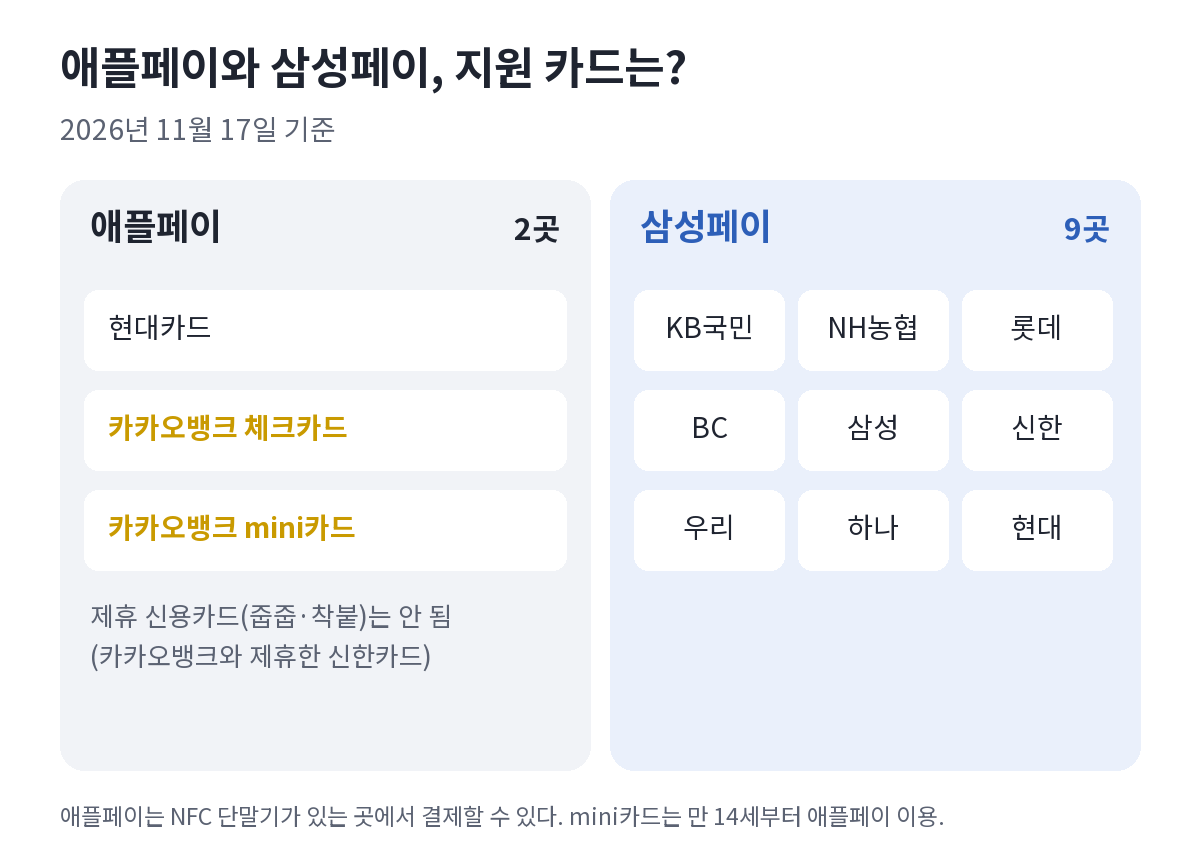 애플페이와 삼성페이, 지원 카드는?
2026년 11월 17일 기준
애플페이 2곳
현대카드
카카오뱅크 체크카드
카카오뱅크 mini카드
제휴 신용카드(줍줍·착붙)는 안 됨
(카카오뱅크와 제휴한 신한카드)
삼성페이 9곳
KB국민 NH농협 롯데
BC 삼성 신한
우리 하나 현대
애플페이는 NFC 단말기가 있는 곳에서 결제할 수 있다. mini카드는 만 14세부터 애플페이 이용.